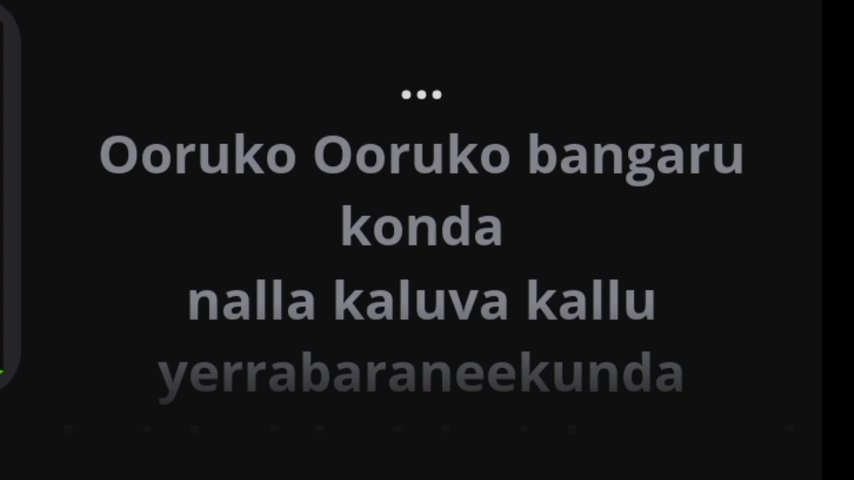 Ooruko Ooruko bangaru
konda
nalla kaluva kallu
yerrabaraneekunda